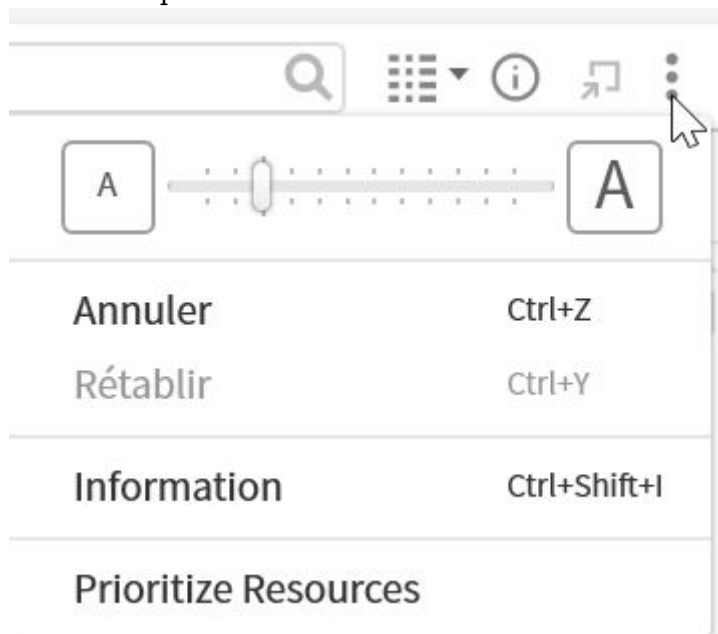 A A
Annuler Ctrl+Z
Rétablir Ctrl+Y
Information Ctrl+Shift+I
Prioritize Resources